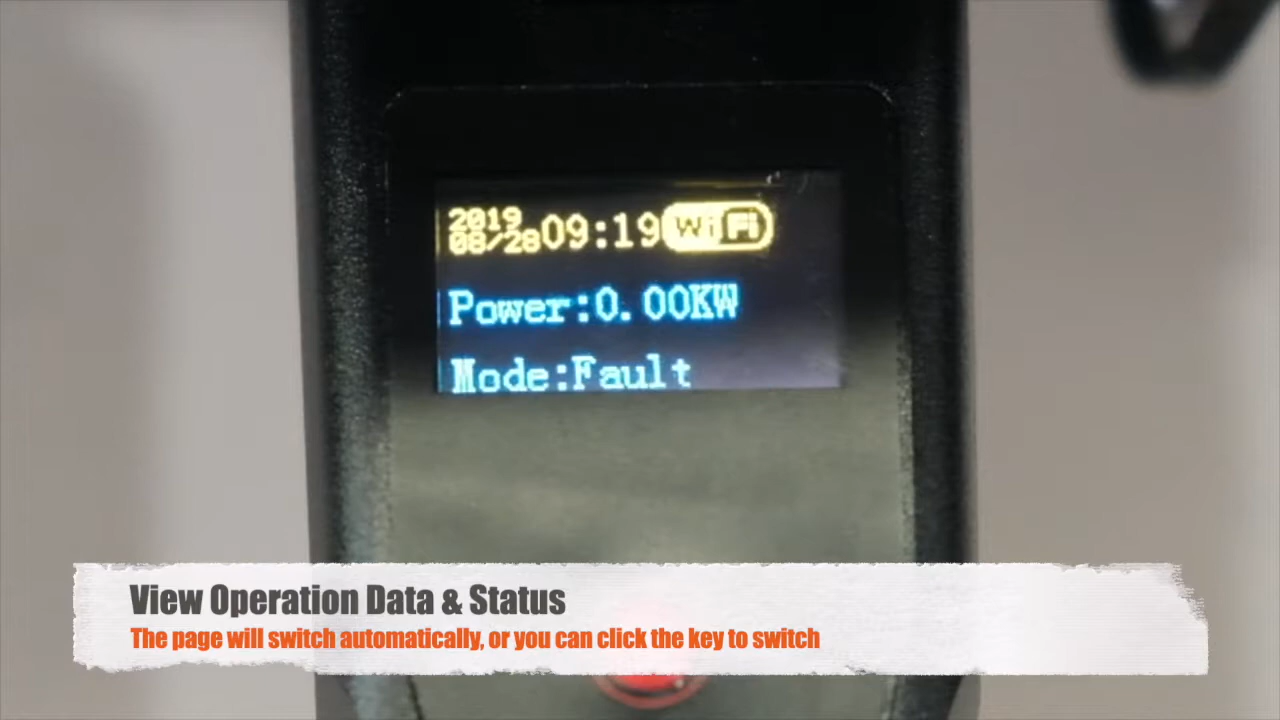 2019
08/28 09:19 WiFi
Power:0.00KW
Mode:Fault
View Operation Data & Status
The page will switch automatically, or you can click the key to switch